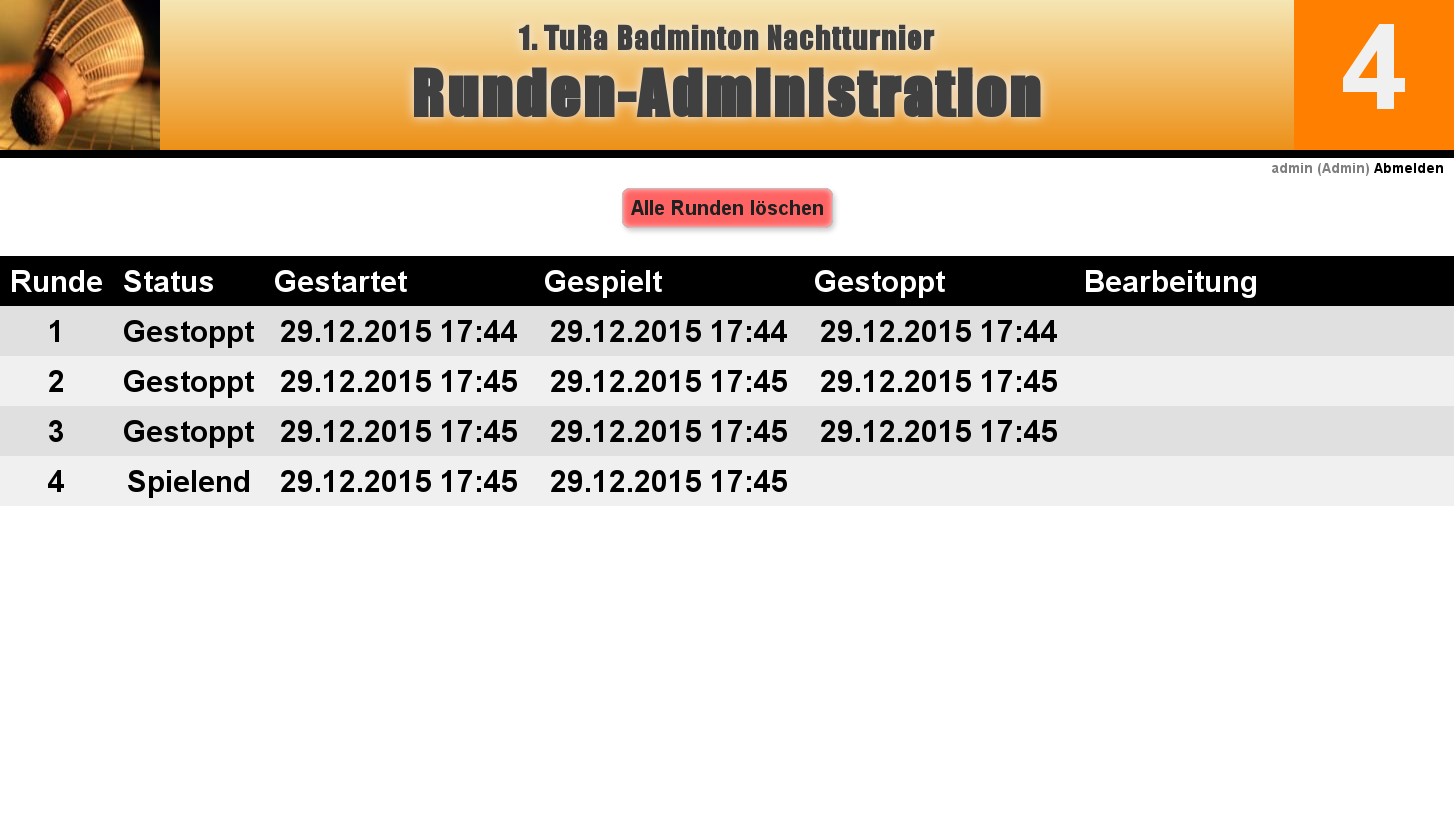 1. TuRa Badminton Nachtturnier
Runden-Administration
4
admin (Admin) Abmelden
Alle Runden löschen
Runde Status Gestartet Gespielt Gestoppt Bearbeitung
1 Gestoppt 29.12.2015 17:44 29.12.2015 17:44 29.12.2015 17:44
2 Gestoppt 29.12.2015 17:45 29.12.2015 17:45 29.12.2015 17:45
3 Gestoppt 29.12.2015 17:45 29.12.2015 17:45 29.12.2015 17:45
4 Spielend 29.12.2015 17:45 29.12.2015 17:45